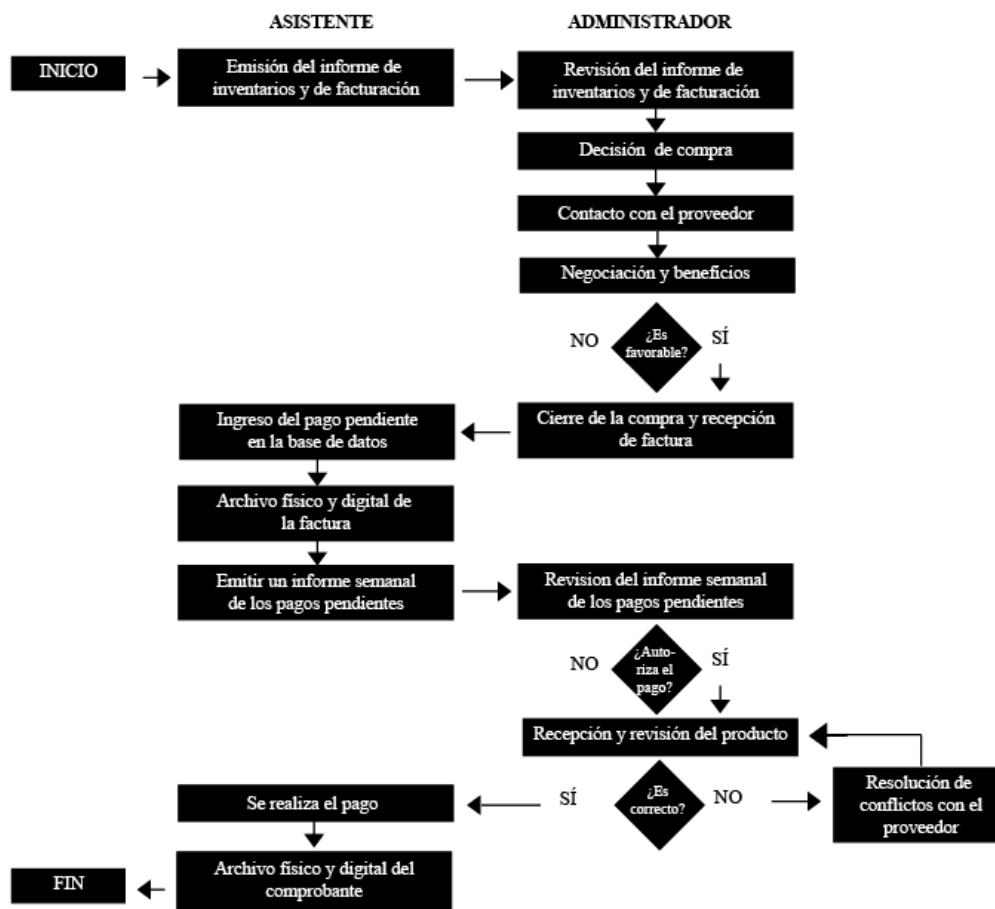 ASISTENTE
ADMINISTRADOR
INICIO
Emisión del informe de
inventarios y de facturación
Revisión del informe de
inventarios y de facturación
Decisión de compra
Contacto con el proveedor
Negociación y beneficios
NO
¿Es
favorable?
SÍ
Cierre de la compra y recepción
de factura
Ingreso del pago pendiente
en la base de datos
Archivo físico y digital de
la factura
Emitir un informe semanal
de los pagos pendientes
Revision del informe semanal
de los pagos pendientes
NO
¿Auto-
riza el
pago?
SÍ
Recepción y revisión del producto
Se realiza el pago
SÍ
¿Es
correcto?
NO
Resolución de
conflictos con el
proveedor
Archivo físico y digital del
comprobante
FIN